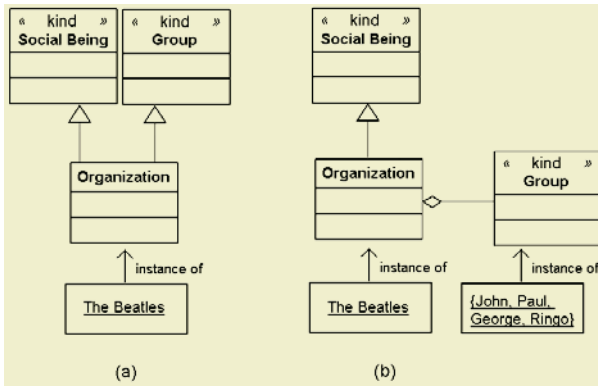 « kind »
Social Being
« kind »
Group
Organization
instance of
The Beatles
(a)
« kind »
Social Being
Organization
« kind »
Group
instance of
instance of
The Beatles
{John, Paul,
George, Ringo}
(b)